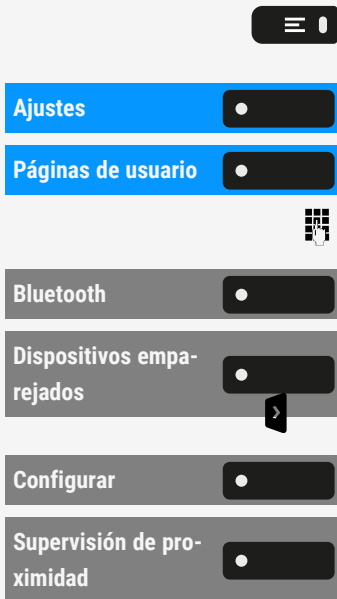 Ajustes
Páginas de usuario
Bluetooth
Dispositivos empa-
rejados
Configurar
Supervisión de pro-
ximidad